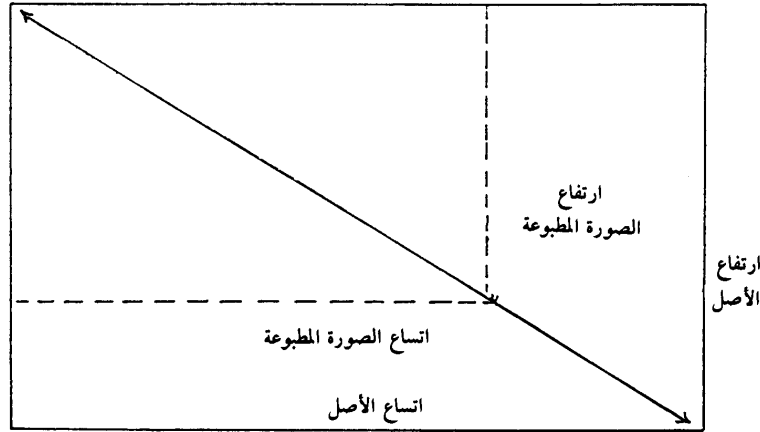 ارتفاع
الصورة المطبوعة
ارتفاع
الأصل
اتساع الصورة المطبوعة
اتساع الأصل